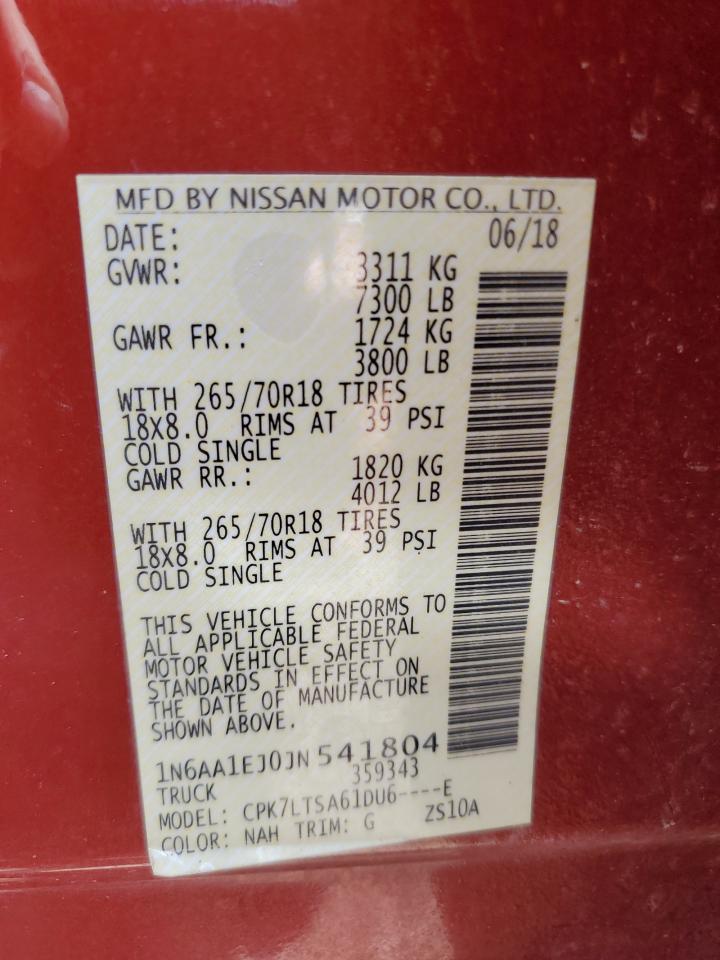 MFD BY NISSAN MOTOR CO., LTD.
DATE: 06/18
GVWR: 3311 KG
7300 LB
GAWR FR.: 1724 KG
3800 LB
WITH 265/70R18 TIRES
18X8.0 RIMS AT 39 PSI
COLD SINGLE
GAWR RR.: 1820 KG
4012 LB
WITH 265/70R18 TIRES
18X8.0 RIMS AT 39 PSI
COLD SINGLE
THIS VEHICLE CONFORMS TO
ALL APPLICABLE FEDERAL
MOTOR VEHICLE SAFETY
STANDARDS IN EFFECT ON
THE DATE OF MANUFACTURE
SHOWN ABOVE.
1N6AA1EJ0JN541804
359343
TRUCK
MODEL: CPK7LTSA61DU6----E
COLOR: NAH TRIM: G ZS10A